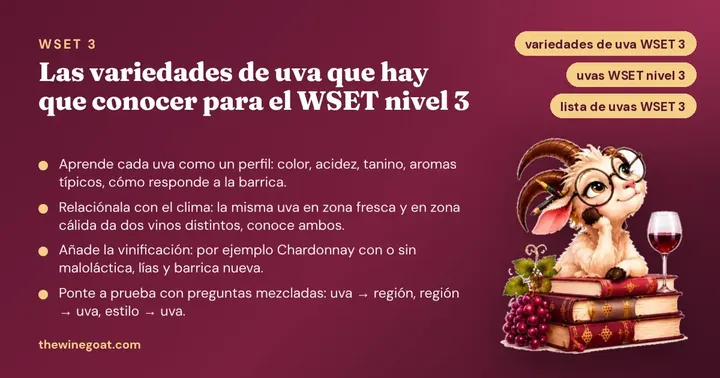 WSET 3
Las variedades de uva que hay
que conocer para el WSET nivel 3
variedades de uva WSET 3
uvas WSET nivel 3
lista de uvas WSET 3
Aprende cada uva como un perfil: color, acidez, tanino, aromas
típicos, cómo responde a la barrica.
Relaciónala con el clima: la misma uva en zona fresca y en zona
cálida da dos vinos distintos, conoce ambos.
Añade la vinificación: por ejemplo Chardonnay con o sin
maloláctica, lías y barrica nueva.
Ponte a prueba con preguntas mezcladas: uva → región, región
→ uva, estilo → uva.
thewinegoat.com